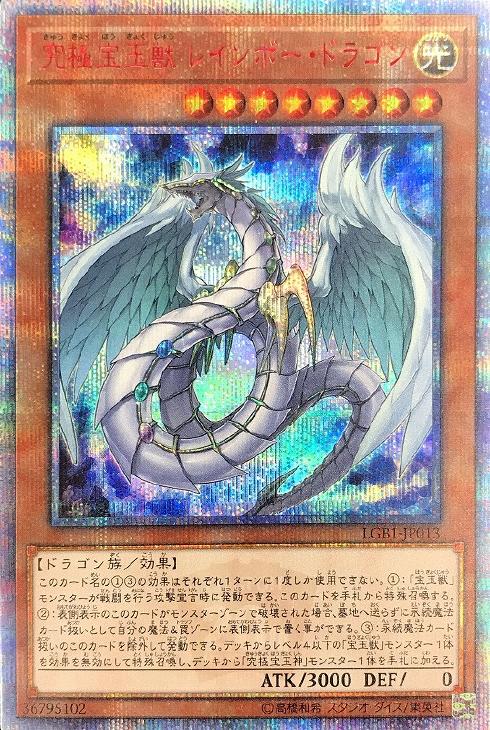 究極宝玉獣 レインボー・ドラゴン
光
LGB1-JP013
【ドラゴン族／効果】
このカード名の①③の効果はそれぞれ1ターンに1度しか使用できない。①：「宝玉獣」
モンスターが戦闘を行う攻撃宣言時に発動できる。このカードを手札から特殊召喚する。
②：表側表示のこのカードがモンスターゾーンで破壊された場合、墓地へ送らずに永続魔法
カード扱いとして自分の魔法＆罠ゾーンに表側表示で置く事ができる。③：永続魔法カード
扱いのこのカードを除外して発動できる。デッキからレベル4以下の「宝玉獣」モンスター1体
を効果を無効にして特殊召喚し、デッキから「究極宝玉神」モンスター1体を手札に加える。
ATK/3000 DEF/ 0
36795102
©高橋和希 スタジオ・ダイス/集英社